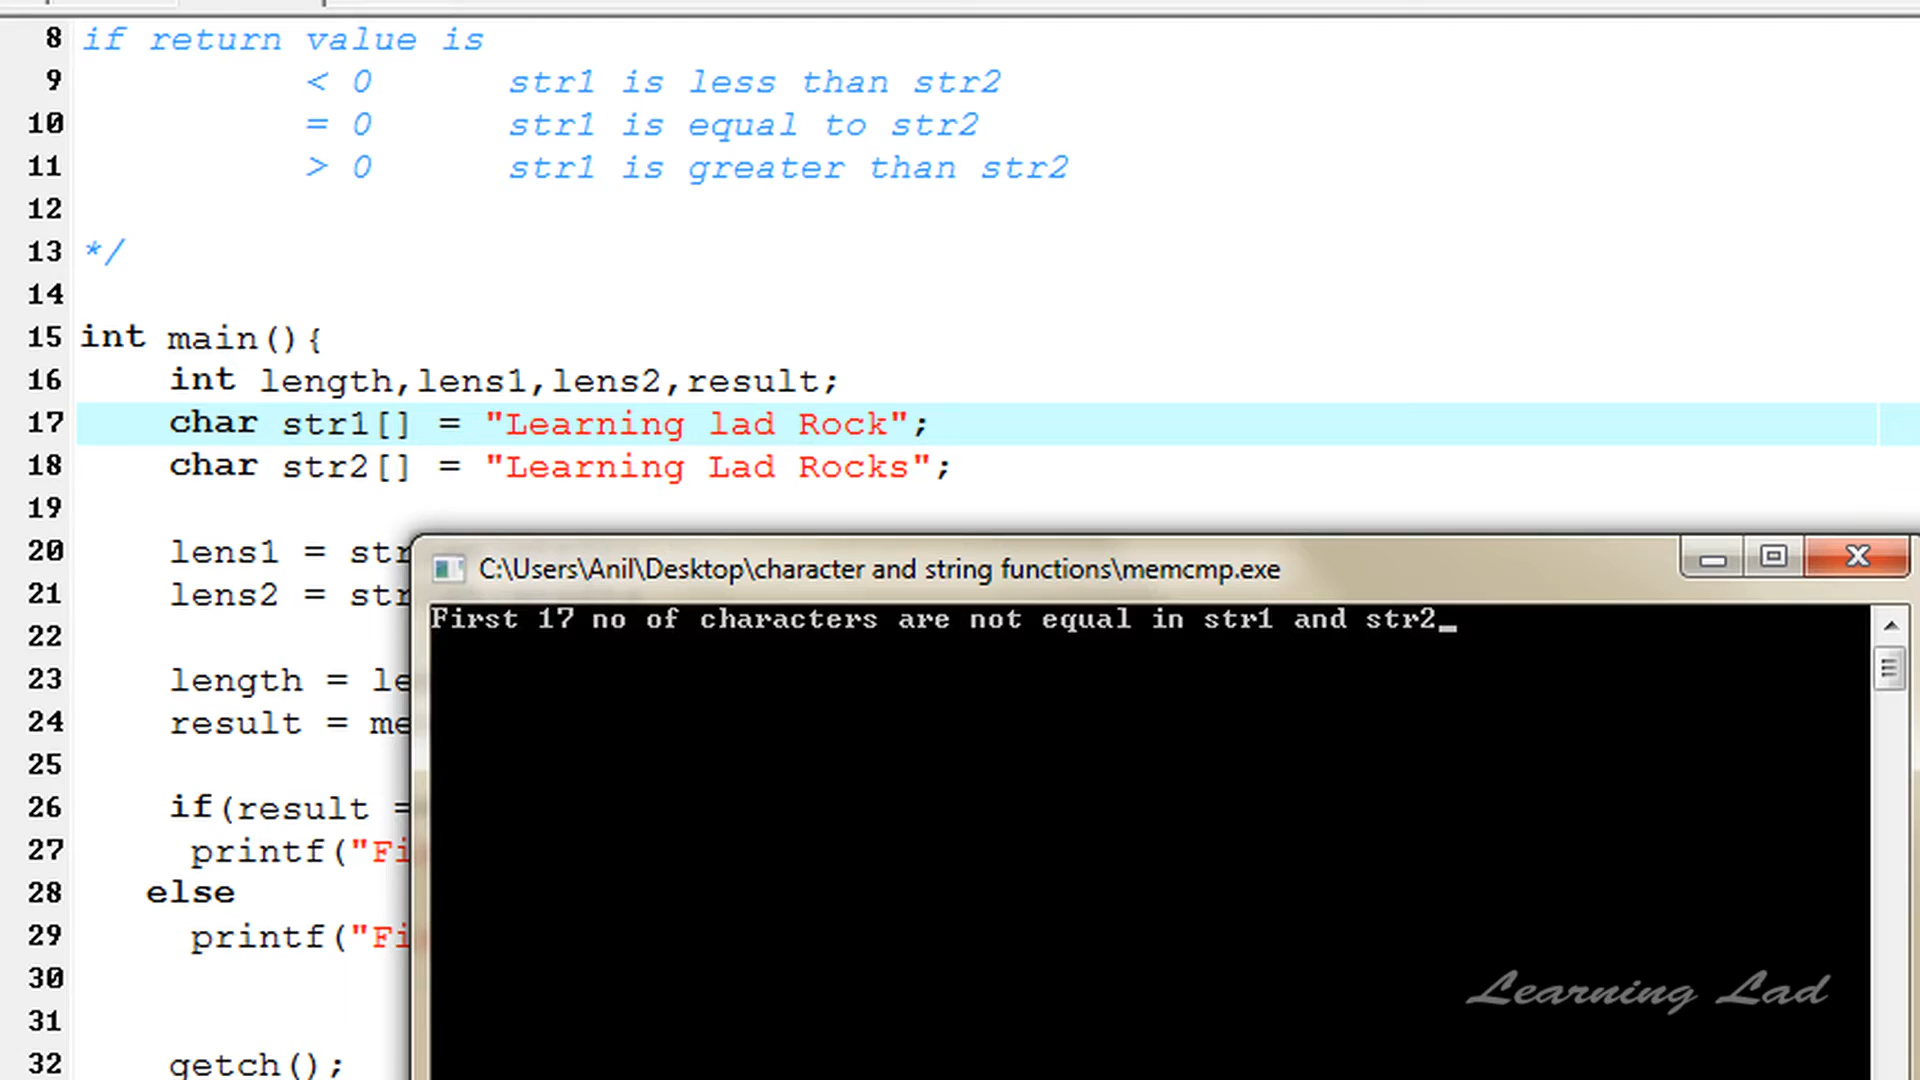 8 if return value is
9 < 0 str1 is less than str2
10 = 0 str1 is equal to str2
11 > 0 str1 is greater than str2
12
13 */
14
15 int main(){
16 int length,lens1,lens2,result;
17 char str1[] = "Learning lad Rock";
18 char str2[] = "Learning Lad Rocks";
19
20 lens1 = str
21 lens2 = str
22
23 length = le
24 result = me
25
26 if(result =
27 printf("Fi
28 else
29 printf("Fi
30
31
32 getch();
C:\Users\Anil\Desktop\character and string functions\memcmp.exe
First 17 no of characters are not equal in str1 and str2_
Learning Lad